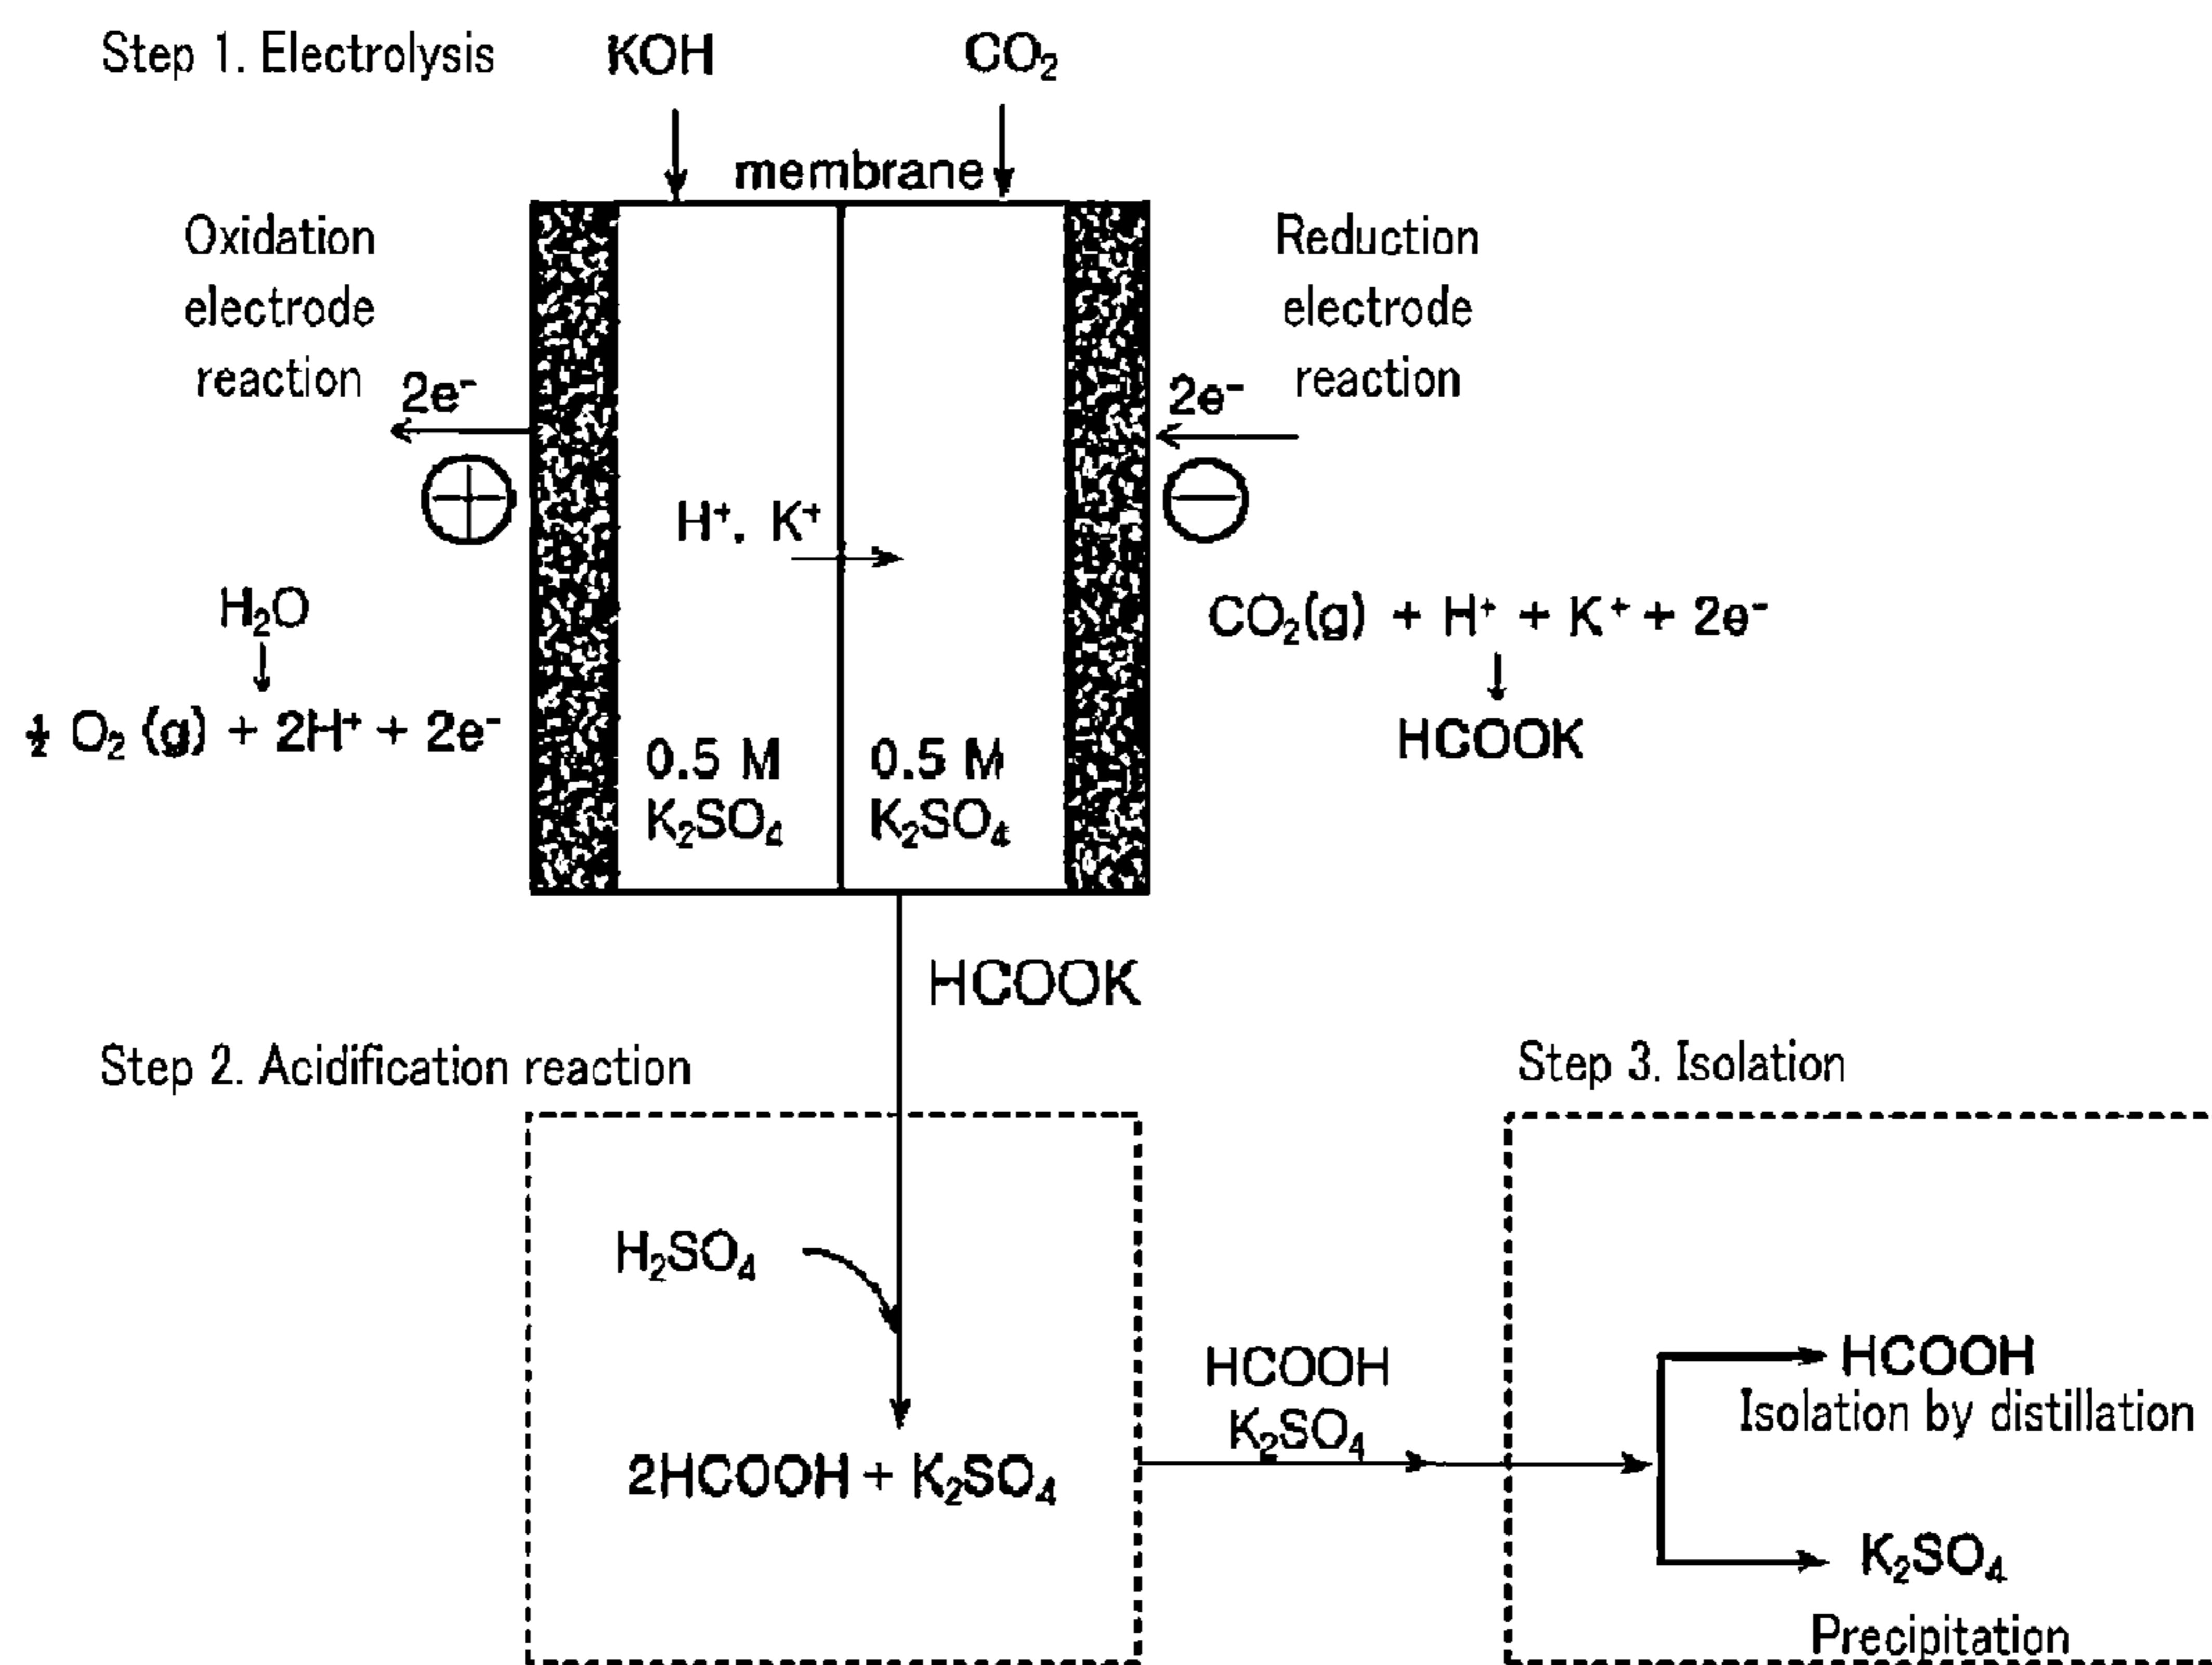 Step 1. Electrolysis
KOH
CO₂
membrane
Oxidation
electrode
reaction
2e⁻
Reduction
electrode
reaction
2e⁻
H⁺. K⁺
H₂O
½ O₂ (g) + 2H⁺ + 2e⁻
CO₂(g) + H⁺ + K⁺ + 2e⁻
HCOOK
0.5 M
K₂SO₄
0.5 M
K₂SO₄
HCOOK
Step 2. Acidification reaction
H₂SO₄
2HCOOH + K₂SO₄
HCOOH
K₂SO₄
Step 3. Isolation
HCOOH
Isolation by distillation
K₂SO₄
Precipitation